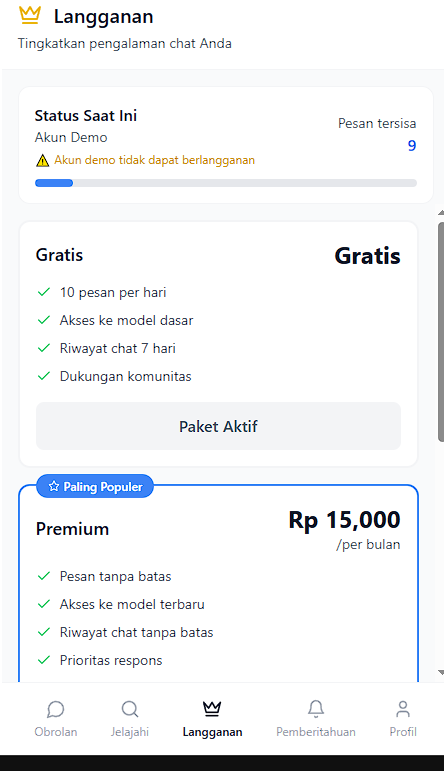 Langganan
Tingkatkan pengalaman chat Anda
Status Saat Ini
Akun Demo
Akun demo tidak dapat berlangganan
Pesan tersisa
9
Gratis
Gratis
10 pesan per hari
Akses ke model dasar
Riwayat chat 7 hari
Dukungan komunitas
Paket Aktif
Paling Populer
Premium
Rp 15,000
/per bulan
Pesan tanpa batas
Akses ke model terbaru
Riwayat chat tanpa batas
Prioritas respons
Obrolan
Jelajahi
Langganan
Pemberitahuan
Profil